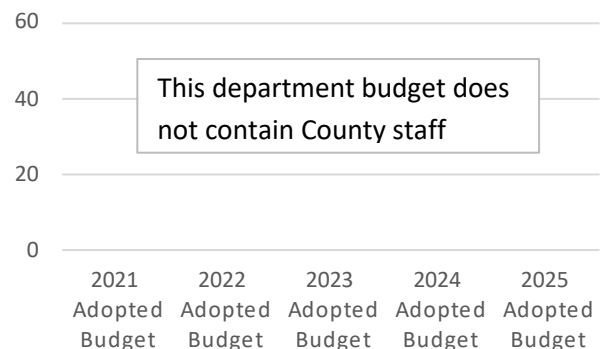 60
This department budget does
40
not contain County staff
20
0
2021 2022 2023 2024 2025
Adopted Adopted Adopted Adopted Adopted
Budget Budget Budget Budget Budget